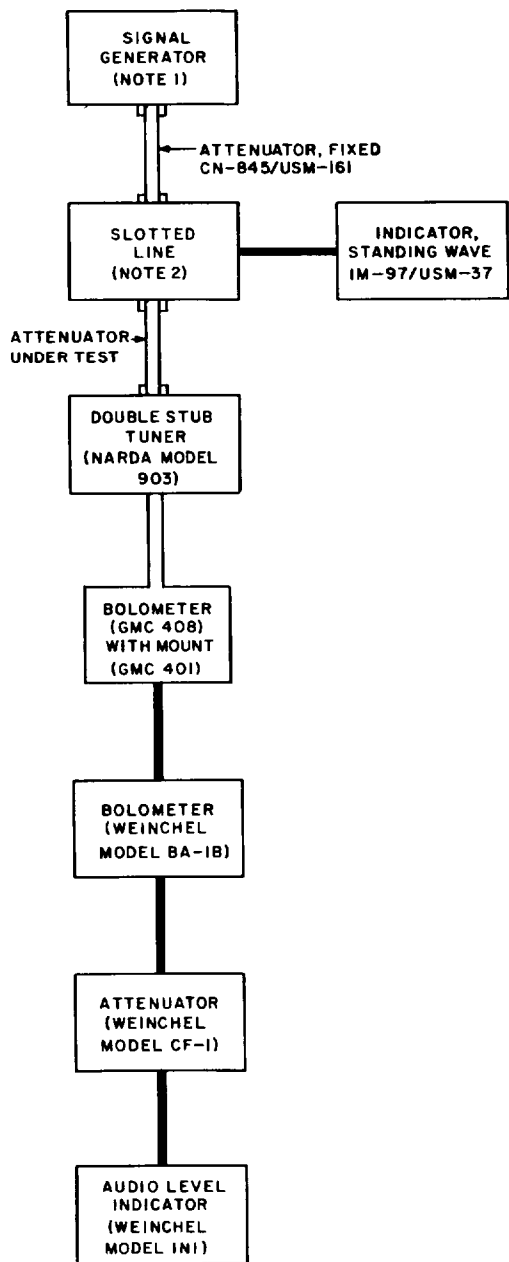 SIGNAL
GENERATOR
(NOTE 1)
ATTENUATOR, FIXED
CN-845/USM-161
SLOTTED
LINE
(NOTE 2)
INDICATOR,
STANDING WAVE
IM-97/USM-37
ATTENUATOR
UNDER TEST
DOUBLE STUB
TUNER
(NARDA MODEL
903)
BOLOMETER
(GMC 408)
WITH MOUNT
(GMC 401)
BOLOMETER
(WEINCHEL
MODEL BA-1B)
ATTENUATOR
(WEINCHEL
MODEL CF-1)
AUDIO LEVEL
INDICATOR
(WEINCHEL
MODEL IN1)